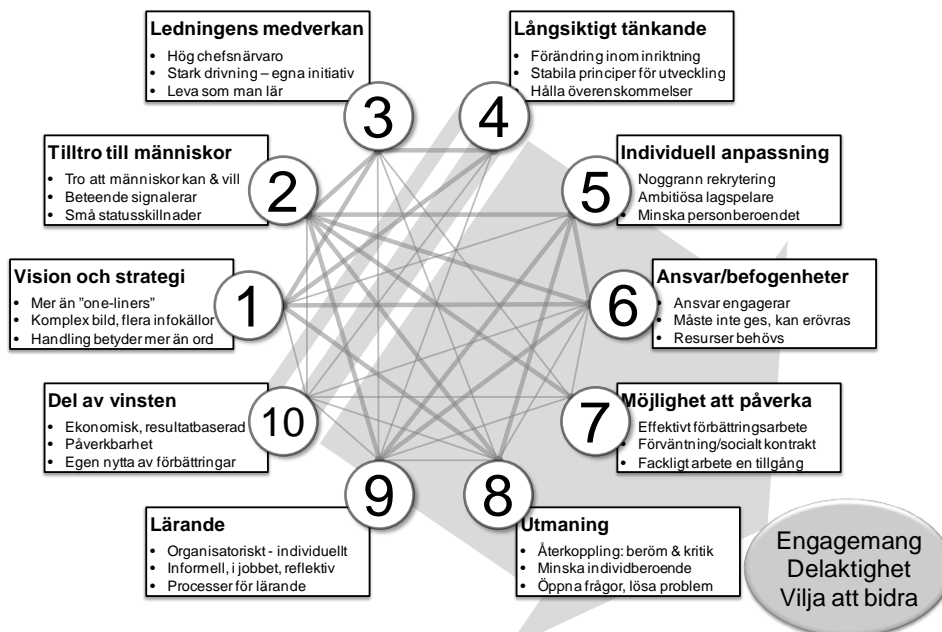 Ledningens medverkan
• Hög chefsnärvaro
• Stark drivning – egna initiativ
• Leva som man lär
3
Långsiktigt tänkande
• Förändring inom inriktning
• Stabila principer för utveckling
• Hålla överenskommelser
4
Tilltro till människor
• Tro att människor kan & vill
• Beteende signalerar
• Små statusskillnader
2
Individuell anpassning
Noggrann rekrytering
Ambitiösa lagspelare
• Minska personberoendet
5
Vision och strategi
• Mer än ”one-liners”
• Komplex bild, flera infokällor
• Handling betyder mer än ord
1
Ansvar/befogenheter
• Ansvar engagerar
• Måste inte ges, kan erövras
• Resurser behövs
6
Del av vinsten
• Ekonomisk, resultatbaserad
• Påverkbarhet
• Egen nytta av förbättringar
10
Möjlighet att påverka
Effektivt förbättringsarbete
• Förväntning/socialt kontrakt
• Fackligt arbete en tillgång
7
Lärande
• Organisatoriskt - individuellt
• Informell, i jobbet, reflektiv
• Processer för lärande
9
Utmaning
• Återkoppling: beröm & kritik
• Minska individberoende
• Öppna frågor, lösa problem
8
Engagemang
Delaktighet
Vilja att bidra